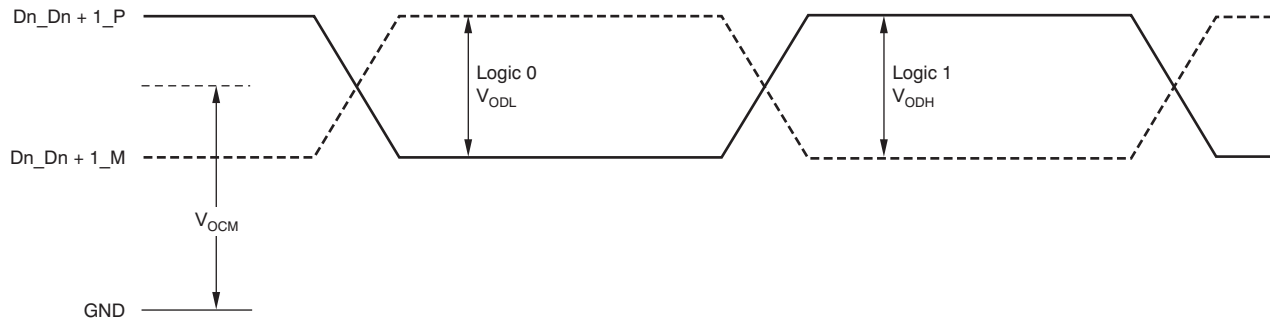 Dn_Dn + 1_P
Logic 0
V_ODL
Logic 1
V_ODH
Dn_Dn + 1_M
V_OCM
GND